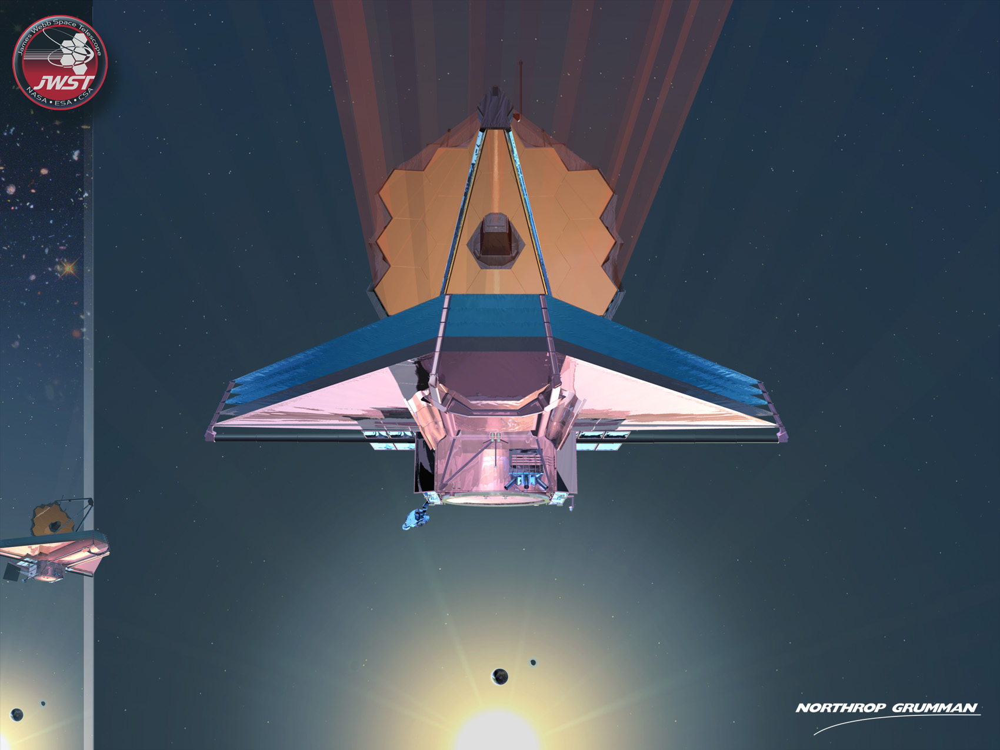 James Webb Space Telescope
JWST
NASA • ESA • CSA
NORTHROP GRUMMAN